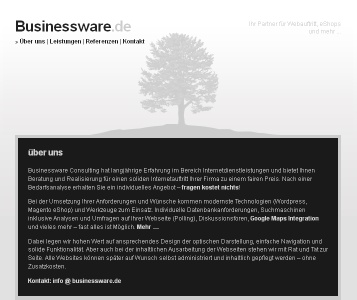 Businessware.de
Ihr Partner für Webauftritt, eShops
und mehr...
» Über uns | Leistungen | Referenzen | Kontakt
über uns
Businessware Consulting hat langjährige Erfahrung im Bereich Internetdienstleistungen und bietet Ihnen
Beratung und Realisierung für einen soliden Internetauftritt Ihrer Firma zu einem fairen Preis. Nach einer
Bedarfsanalyse erhalten Sie ein individuelles Angebot – fragen kostet nichts!
Bei der Umsetzung Ihrer Anforderungen und Wünsche kommen modernste Technologien (Wordpress,
Magento eShop) und Werkzeuge zum Einsatz. Individuelle Datenbankanforderungen, Suchmaschinen
inklusive Analysen und Umfragen auf Ihrer Webseite (Polling), Diskussionsforen, Google Maps Integration
und vieles mehr – fast alles ist Möglich. Mehr ....
Dabei legen wir hohen Wert auf ansprechendes Design der optischen Darstellung, einfache Navigation und
solide Funktionalität. Aber auch bei der inhaltlichen Ausarbeitung der Webseiten stehen wir mit Rat und Tat zur
Seite. Alle Websites können später auf Wunsch selbst administriert und inhaltlich gepflegt werden – ohne
Zusatzkosten.
Kontakt: info @ businessware.de